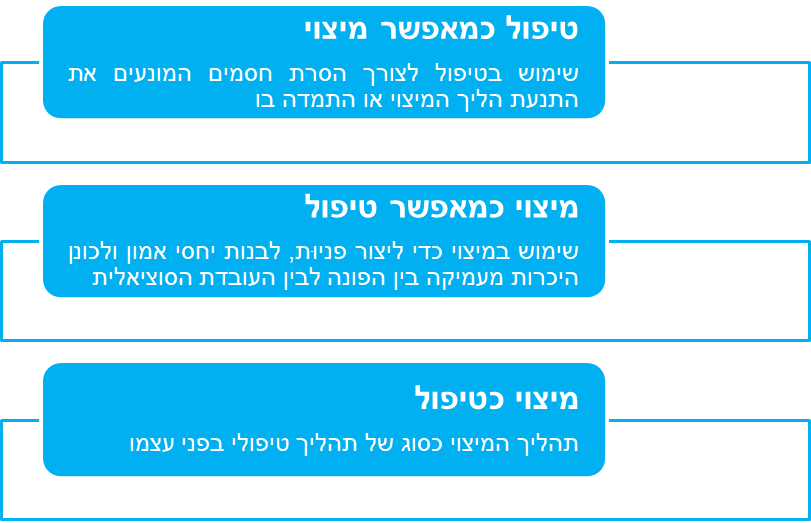 טיפול כמאפשר מיצוי
שימוש בטיפול לצורך הסרת חסמים המונעים את
התנעת הליך המיצוי או התמדה בו
מיצוי כמאפשר טיפול
שימוש במיצוי כדי ליצור פניוּת, לבנות יחסי אמון ולכונן
היכרות מעמיקה בין הפונה לבין העובדת הסוציאלית
מיצוי כטיפול
תהליך המיצוי כסוג של תהליך טיפולי בפני עצמו